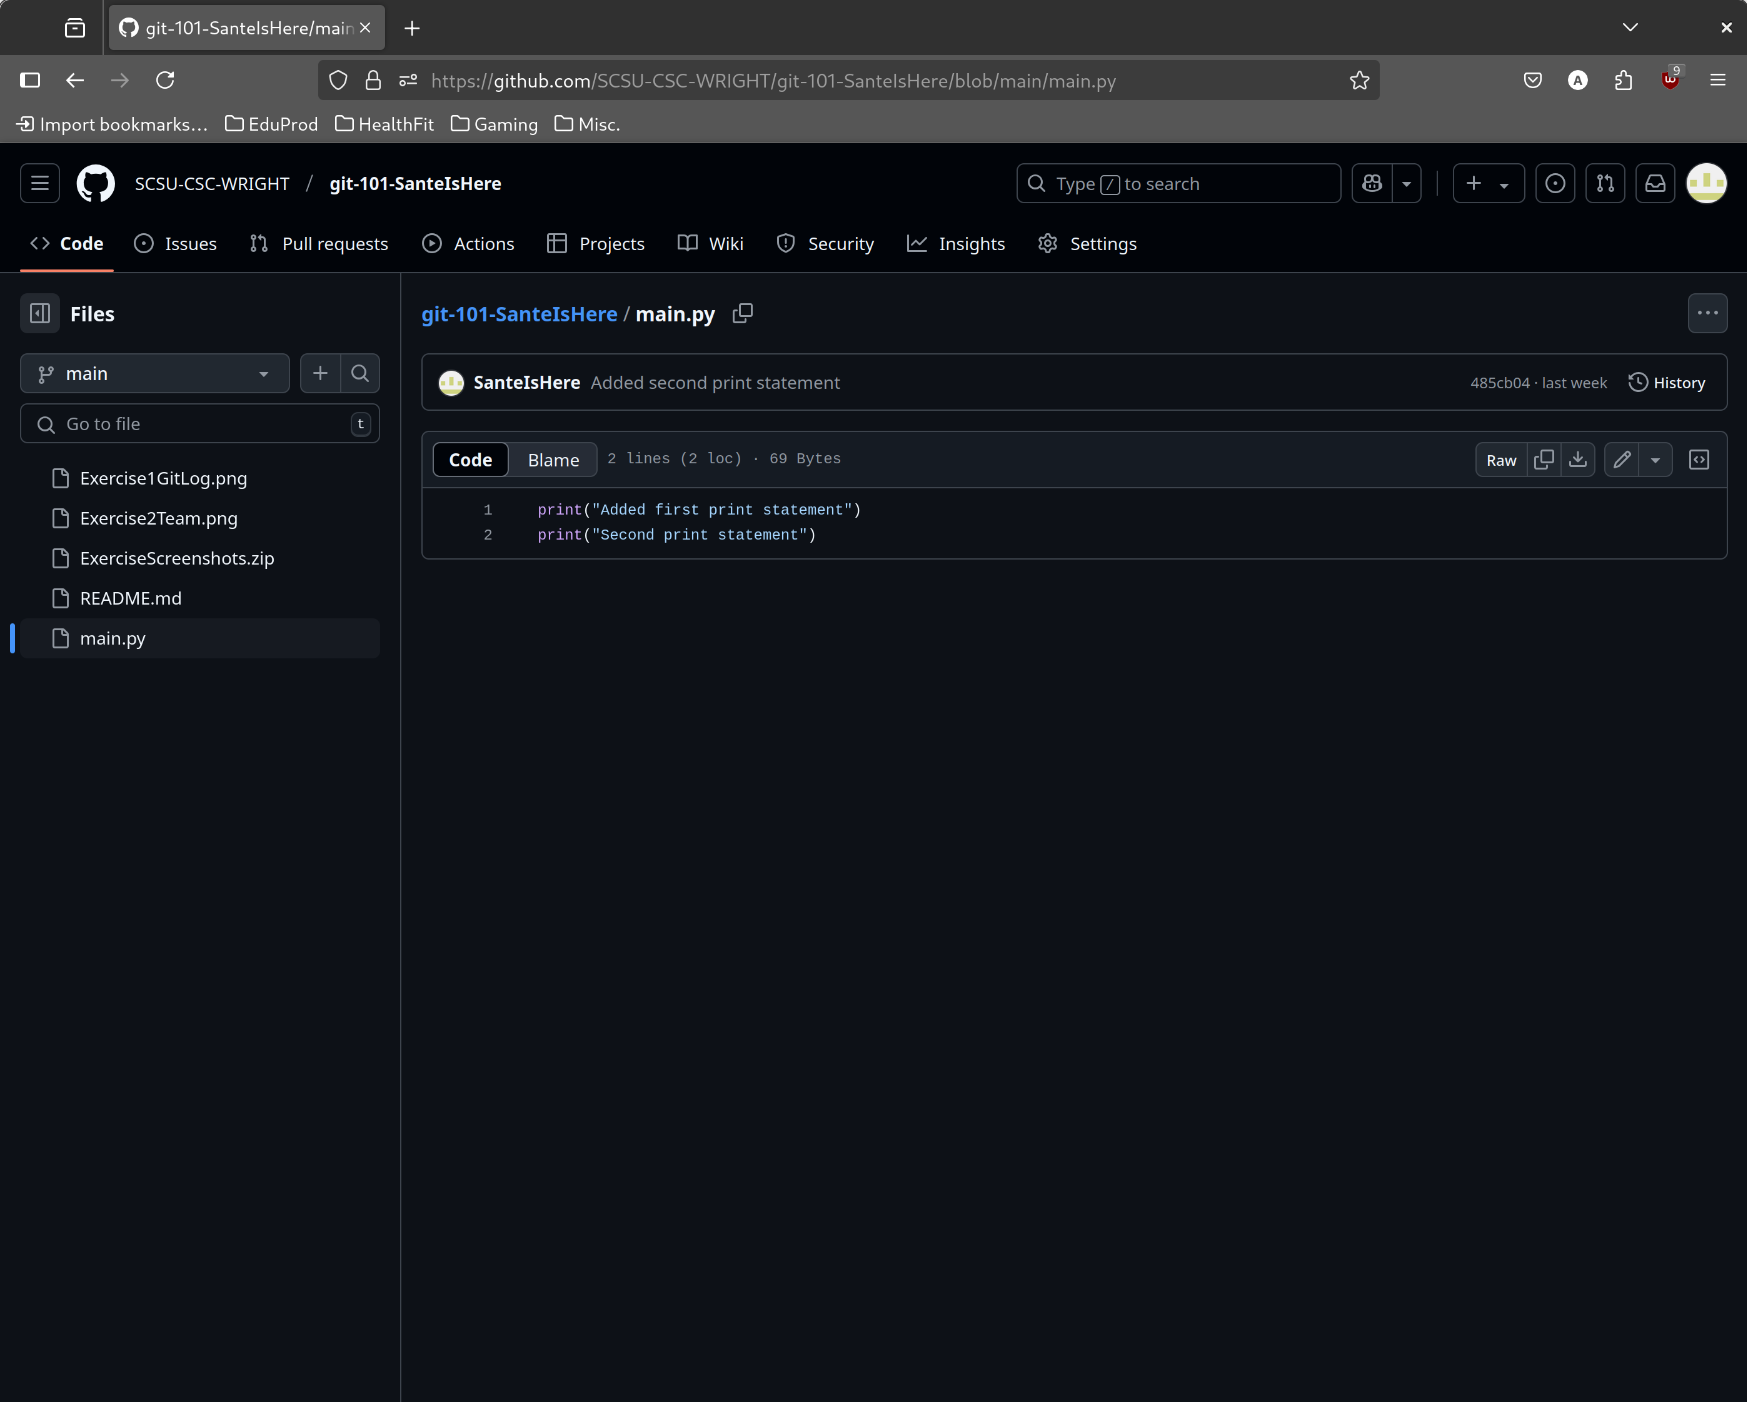 git-101-SanteIsHere/main
https://github.com/SCSU-CSC-WRIGHT/git-101-SanteIsHere/blob/main/main.py
A
9
Import bookmarks... EduProd HealthFit Gaming Misc.
SCSU-CSC-WRIGHT / git-101-SanteIsHere
Type / to search
Code Issues Pull requests Actions Projects Wiki Security Insights Settings
Files
main
Go to file t
Exercise1GitLog.png
Exercise2Team.png
ExerciseScreenshots.zip
README.md
main.py
git-101-SanteIsHere / main.py
SanteIsHere Added second print statement 485cb04 · last week History
Code Blame 2 lines (2 loc) · 69 Bytes Raw
1 print("Added first print statement")
2 print("Second print statement")